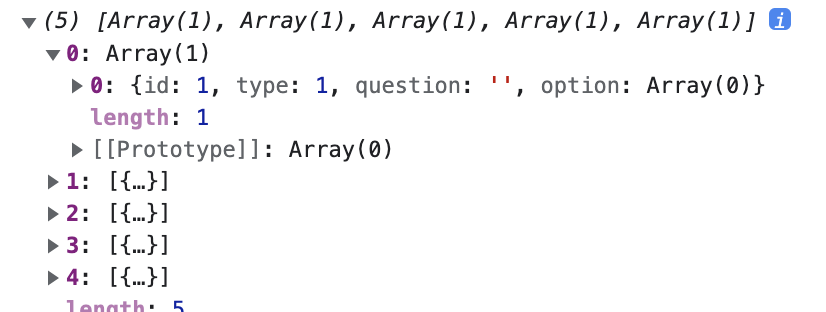 (5) [Array(1), Array(1), Array(1), Array(1), Array(1)] i
0: Array(1)
0: {id: 1, type: 1, question: '', option: Array(0)}
length: 1
[[Prototype]]: Array(0)
1: [{…}]
2: [{…}]
3: [{…}]
4: [{…}]
length: 5